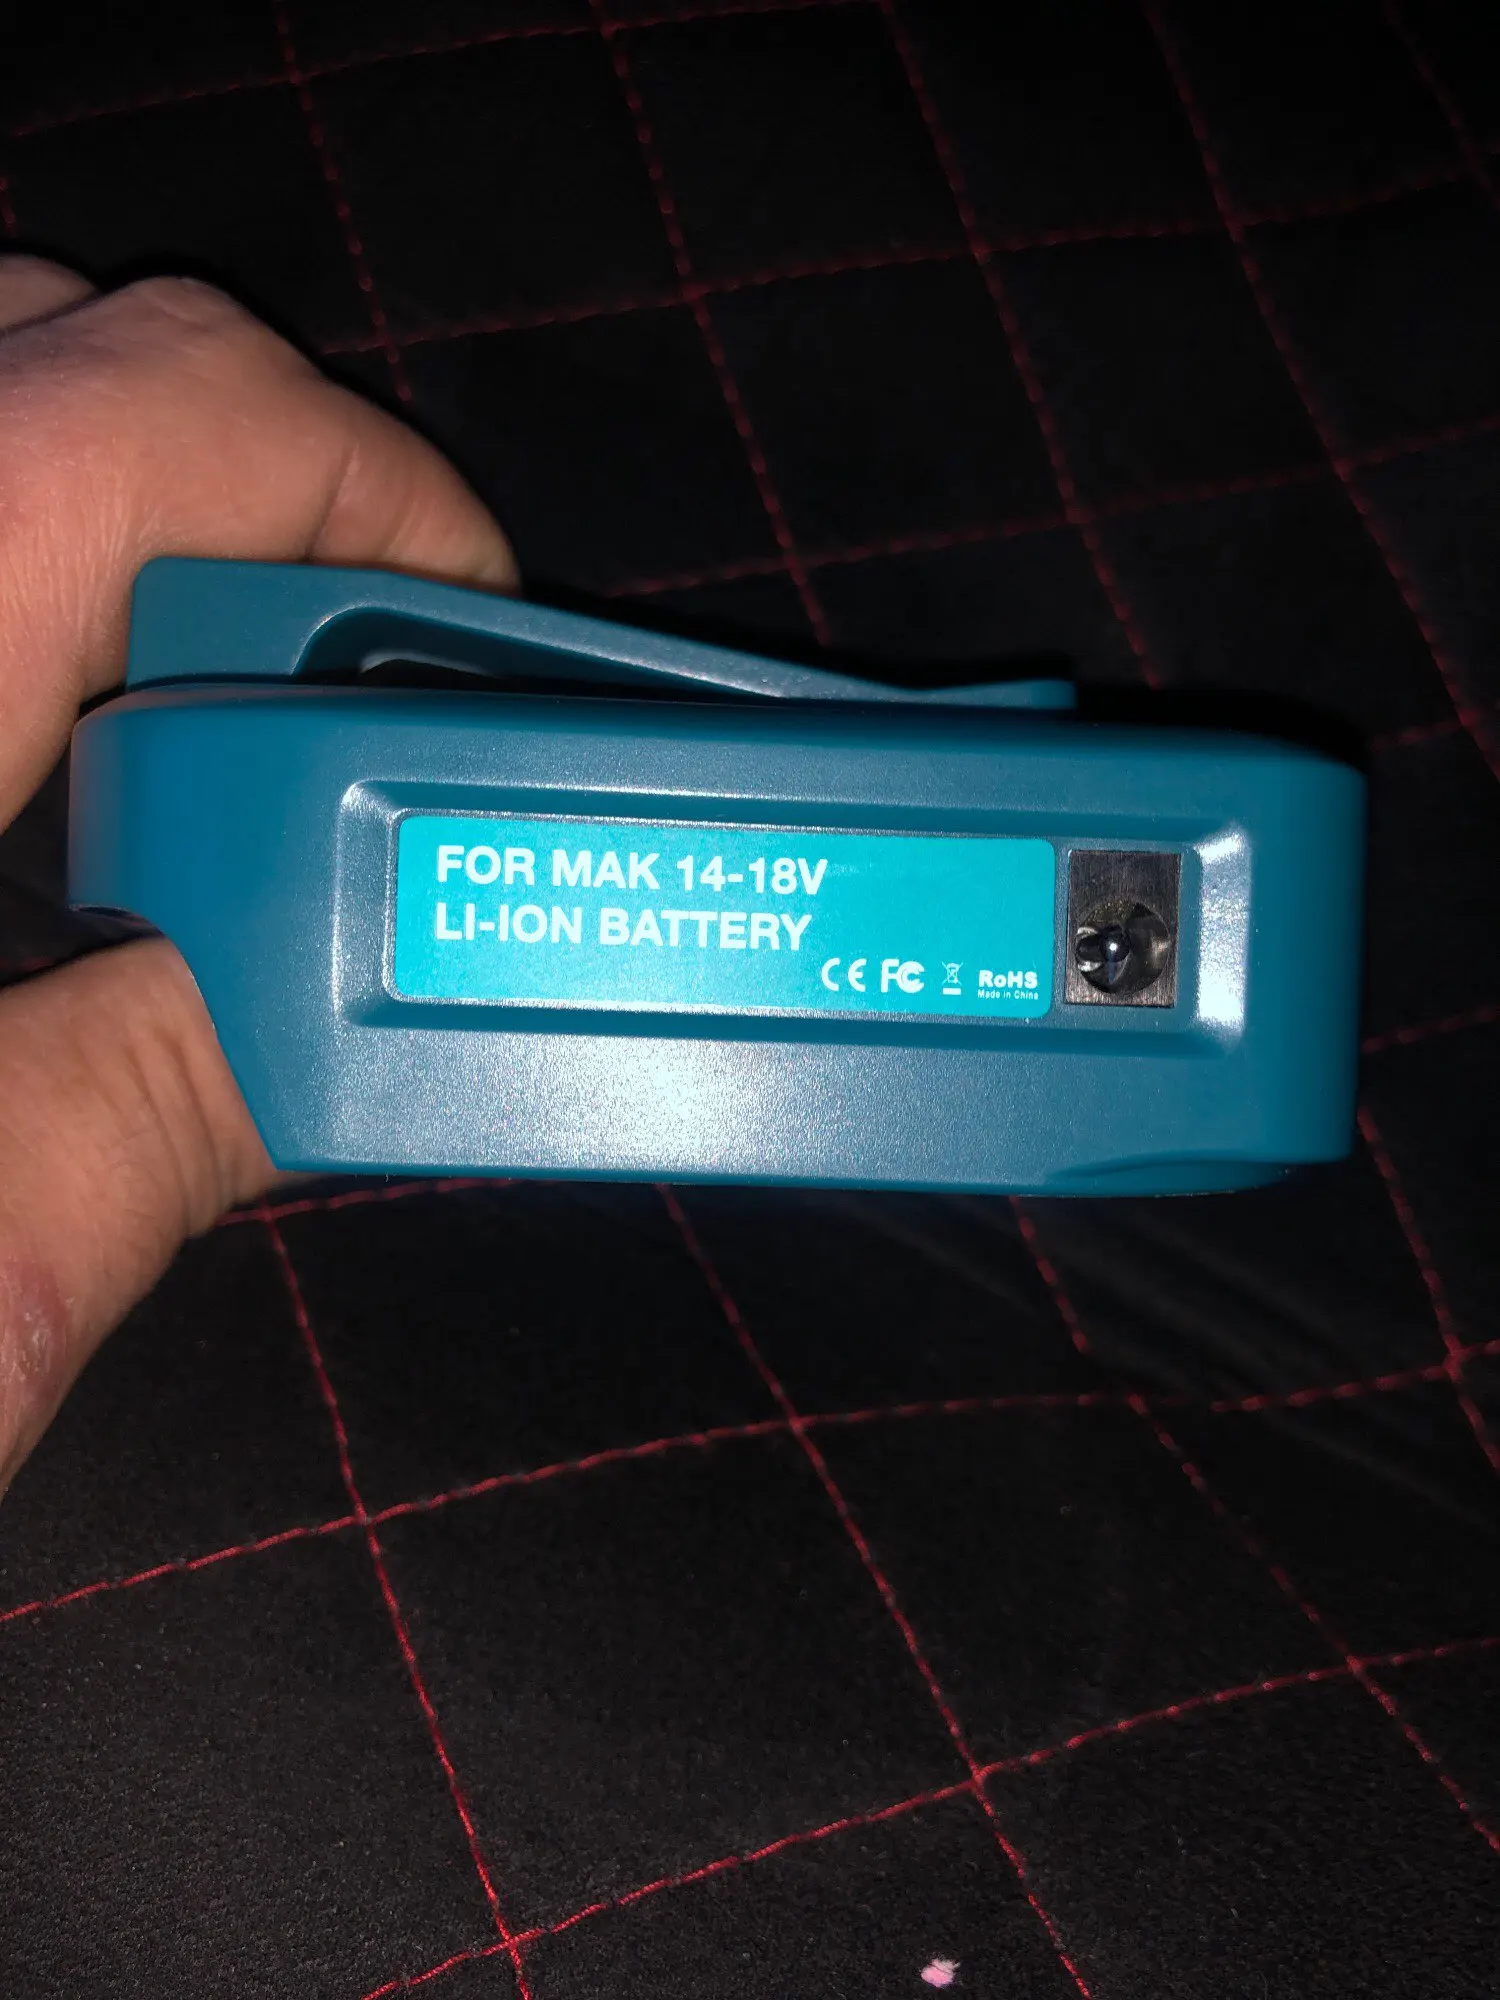 FOR MAK 14-18V
LI-ION BATTERY
CE FC RoHS
Made in China